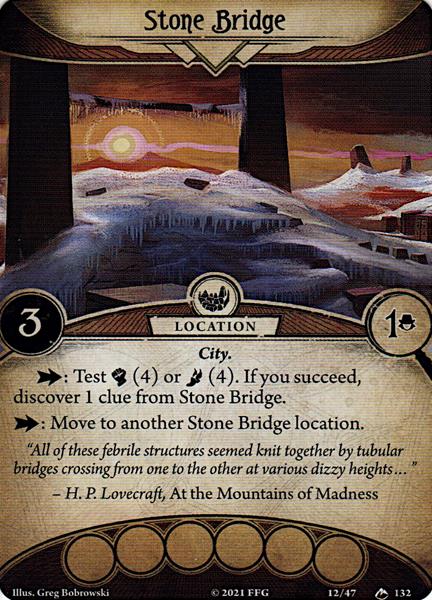 Stone Bridge
3
LOCATION
1
City.
: Test (4) or (4). If you succeed,
discover 1 clue from Stone Bridge.
: Move to another Stone Bridge location.
“All of these febrile structures seemed knit together by tubular
bridges crossing from one to the other at various dizzy heights…”
– H. P. Lovecraft, At the Mountains of Madness
Illus. Greg Bobrowski © 2021 FFG 12/47 132